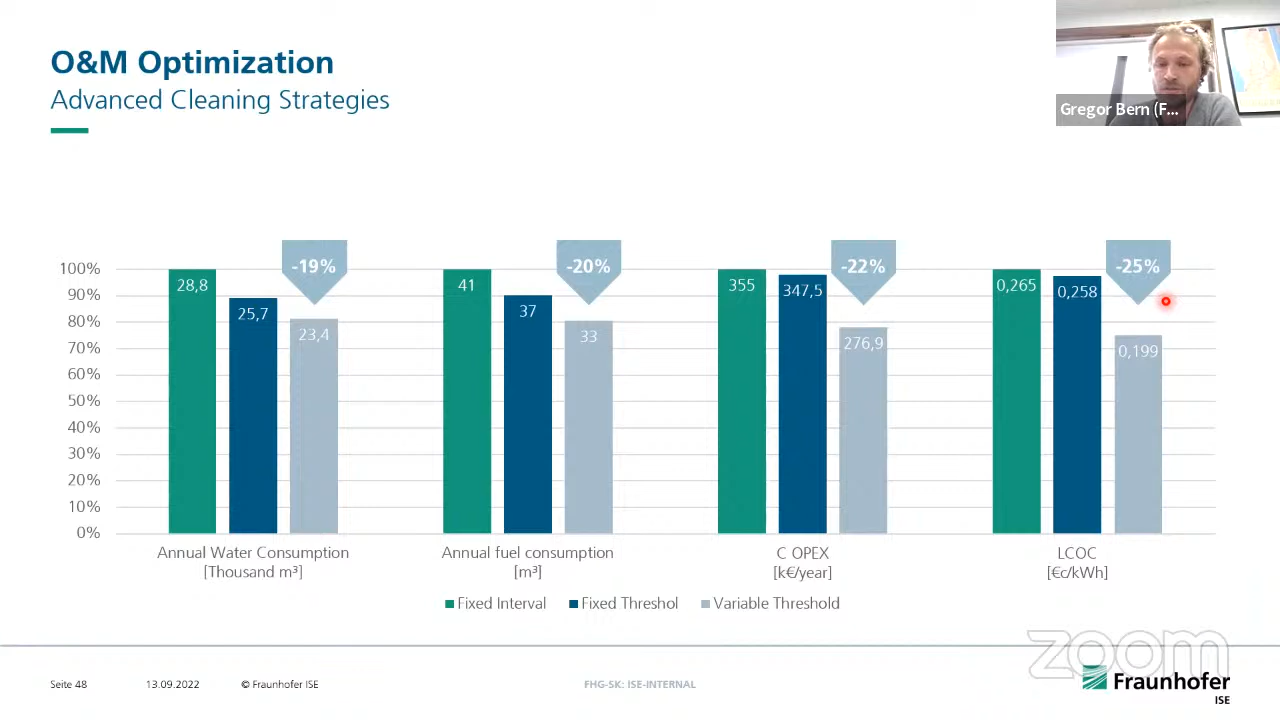 O&M Optimization
Advanced Cleaning Strategies
Gregor Bern (F...
-19%
-20%
-22%
-25%
100%
90%
80%
70%
60%
50%
40%
30%
20%
10%
0%
28,8
25,7
23,4
41
37
33
355
347,5
276,9
0,265
0,258
0,199
Annual Water Consumption
[Thousand m³]
Annual fuel consumption
[m³]
C OPEX
[k€/year]
LCOC
[€c/kWh]
Fixed Interval
Fixed Threshol
Variable Threshold
zoom
Seite 48
13.09.2022
© Fraunhofer ISE
FHG-SK: ISE-INTERNAL
Fraunhofer
ISE